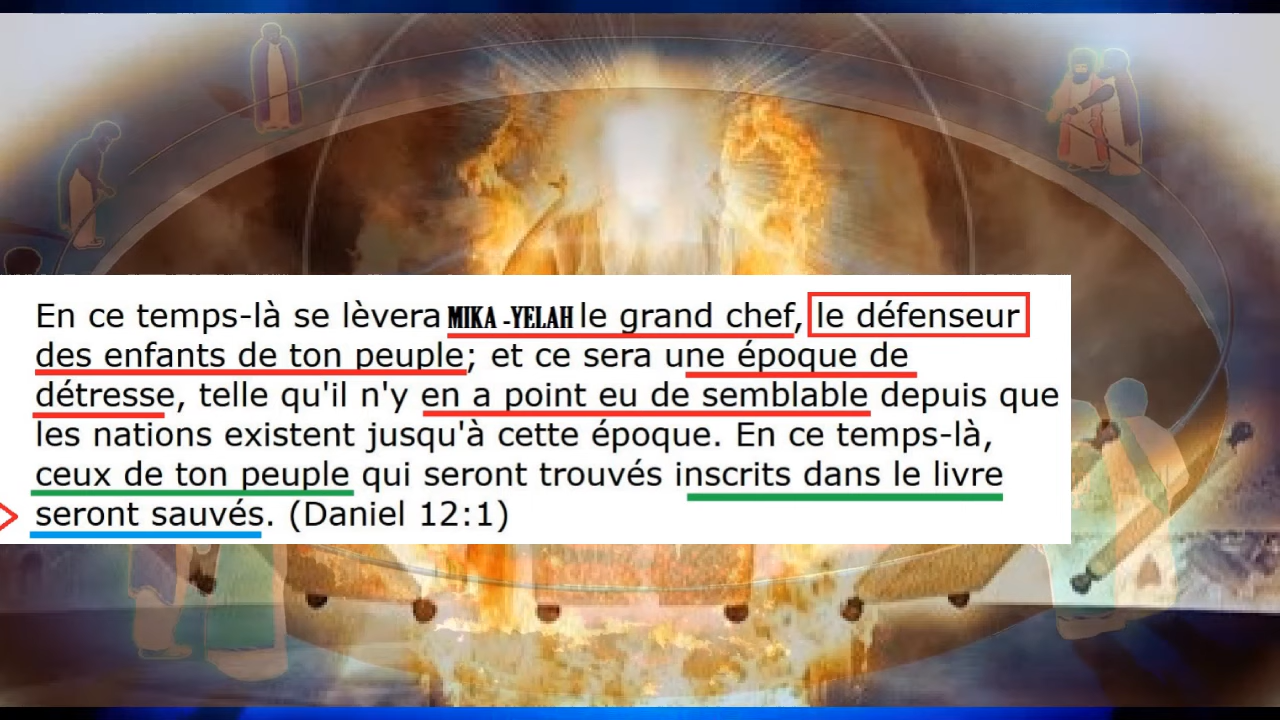 En ce temps-là se lèvera MIKA -YELAH le grand chef, le défenseur
des enfants de ton peuple; et ce sera une époque de
détresse, telle qu'il n'y en a point eu de semblable depuis que
les nations existent jusqu'à cette époque. En ce temps-là,
ceux de ton peuple qui seront trouvés inscrits dans le livre
seront sauvés. (Daniel 12:1)